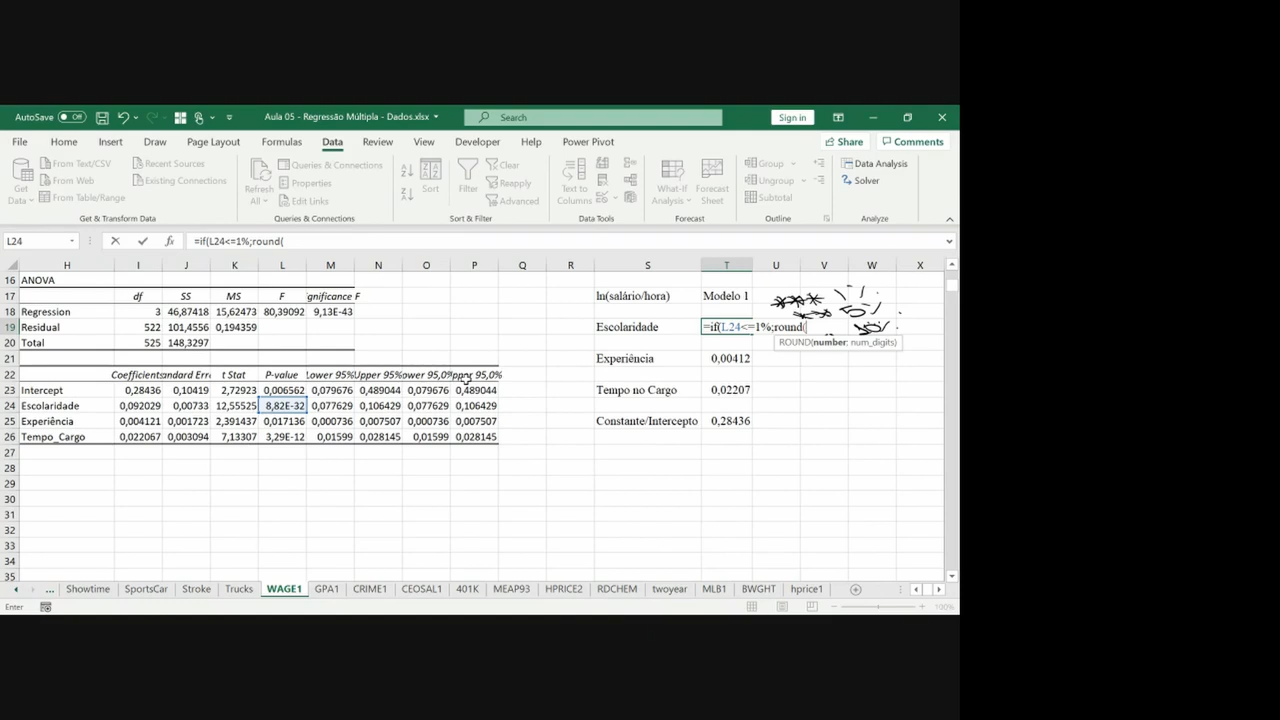 AutoSave Off Aula 05 - Regressão Múltipla - Dados.xlsx Search Sign in
File Home Insert Draw Page Layout Formulas Data Review View Developer Help Power Pivot Share Comments
Get Data From Text/CSV From Web From Table/Range Recent Sources Existing Connections
Refresh All Queries & Connections Properties Edit Links
Sort Filter Clear Reapply Advanced
Text to Columns What-If Analysis Forecast Sheet
Group Ungroup Subtotal Data Analysis Solver
Get & Transform Data Queries & Connections Sort & Filter Data Tools Forecast Outline Analyze
L24 fx =if(L24<=1%;round(
H I J K L M N O P Q R S T U V W X
16 ANOVA
17 df SS MS F ignificance F ln(salário/hora) Modelo 1 ***
18 Regression 3 46,87418 15,62473 80,39092 9,13E-43 ** 5%
19 Residual 522 101,4556 0,194359 Escolaridade =if(L24<=1%;round(
20 Total 525 148,3297 ROUND(number; num_digits)
21 Experiência 0,00412
22 Coefficients andard Erro t Stat P-value Lower 95% Upper 95% ower 95,0% pper 95,0%
23 Intercept 0,28436 0,10419 2,72923 0,006562 0,079676 0,489044 0,079676 0,489044 Tempo no Cargo 0,02207
24 Escolaridade 0,092029 0,00733 12,55525 8,82E-32 0,077629 0,106429 0,077629 0,106429
25 Experiência 0,004121 0,001723 2,391437 0,017136 0,000736 0,007507 0,000736 0,007507 Constante/Intercepto 0,28436
26 Tempo_Cargo 0,022067 0,003094 7,13307 3,29E-12 0,01599 0,028145 0,01599 0,028145
27
28
29
30
31
32
33
34
35
... Showtime SportsCar Stroke Trucks WAGE1 GPA1 CRIME1 CEOSAL1 401K MEAP93 HPRICE2 RDCHEM twoyear MLB1 BWGHT hprice1
Enter 100%